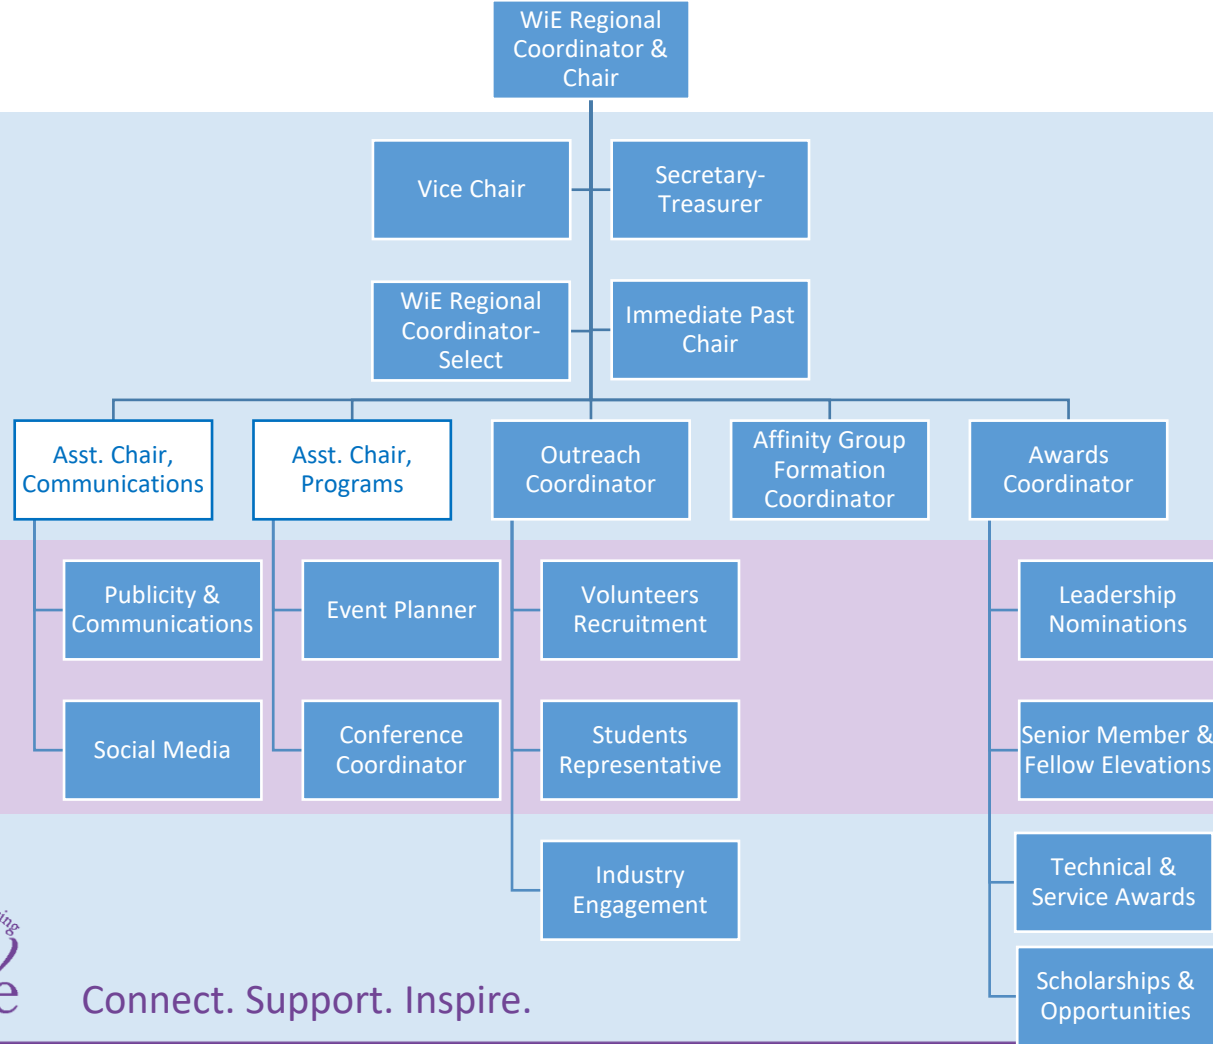 WiE Regional
Coordinator &
Chair
Vice Chair
Secretary-
Treasurer
WiE Regional
Coordinator-
Select
Immediate Past
Chair
Asst. Chair,
Communications
Asst. Chair,
Programs
Outreach
Coordinator
Affinity Group
Formation
Coordinator
Awards
Coordinator
Publicity &
Communications
Event Planner
Volunteers
Recruitment
Leadership
Nominations
Social Media
Conference
Coordinator
Students
Representative
Senior Member &
Fellow Elevations
Industry
Engagement
Technical &
Service Awards
Scholarships &
Opportunities
Connect. Support. Inspire.